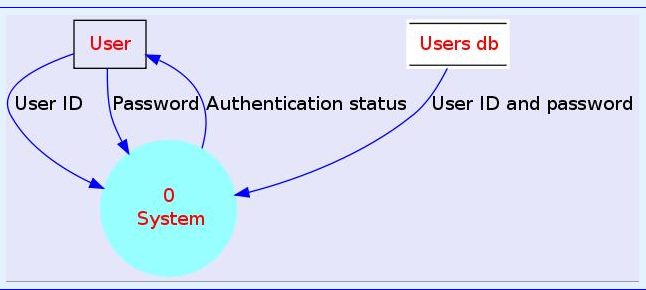 User
Users db
User ID
Password
Authentication status
User ID and password
0
System